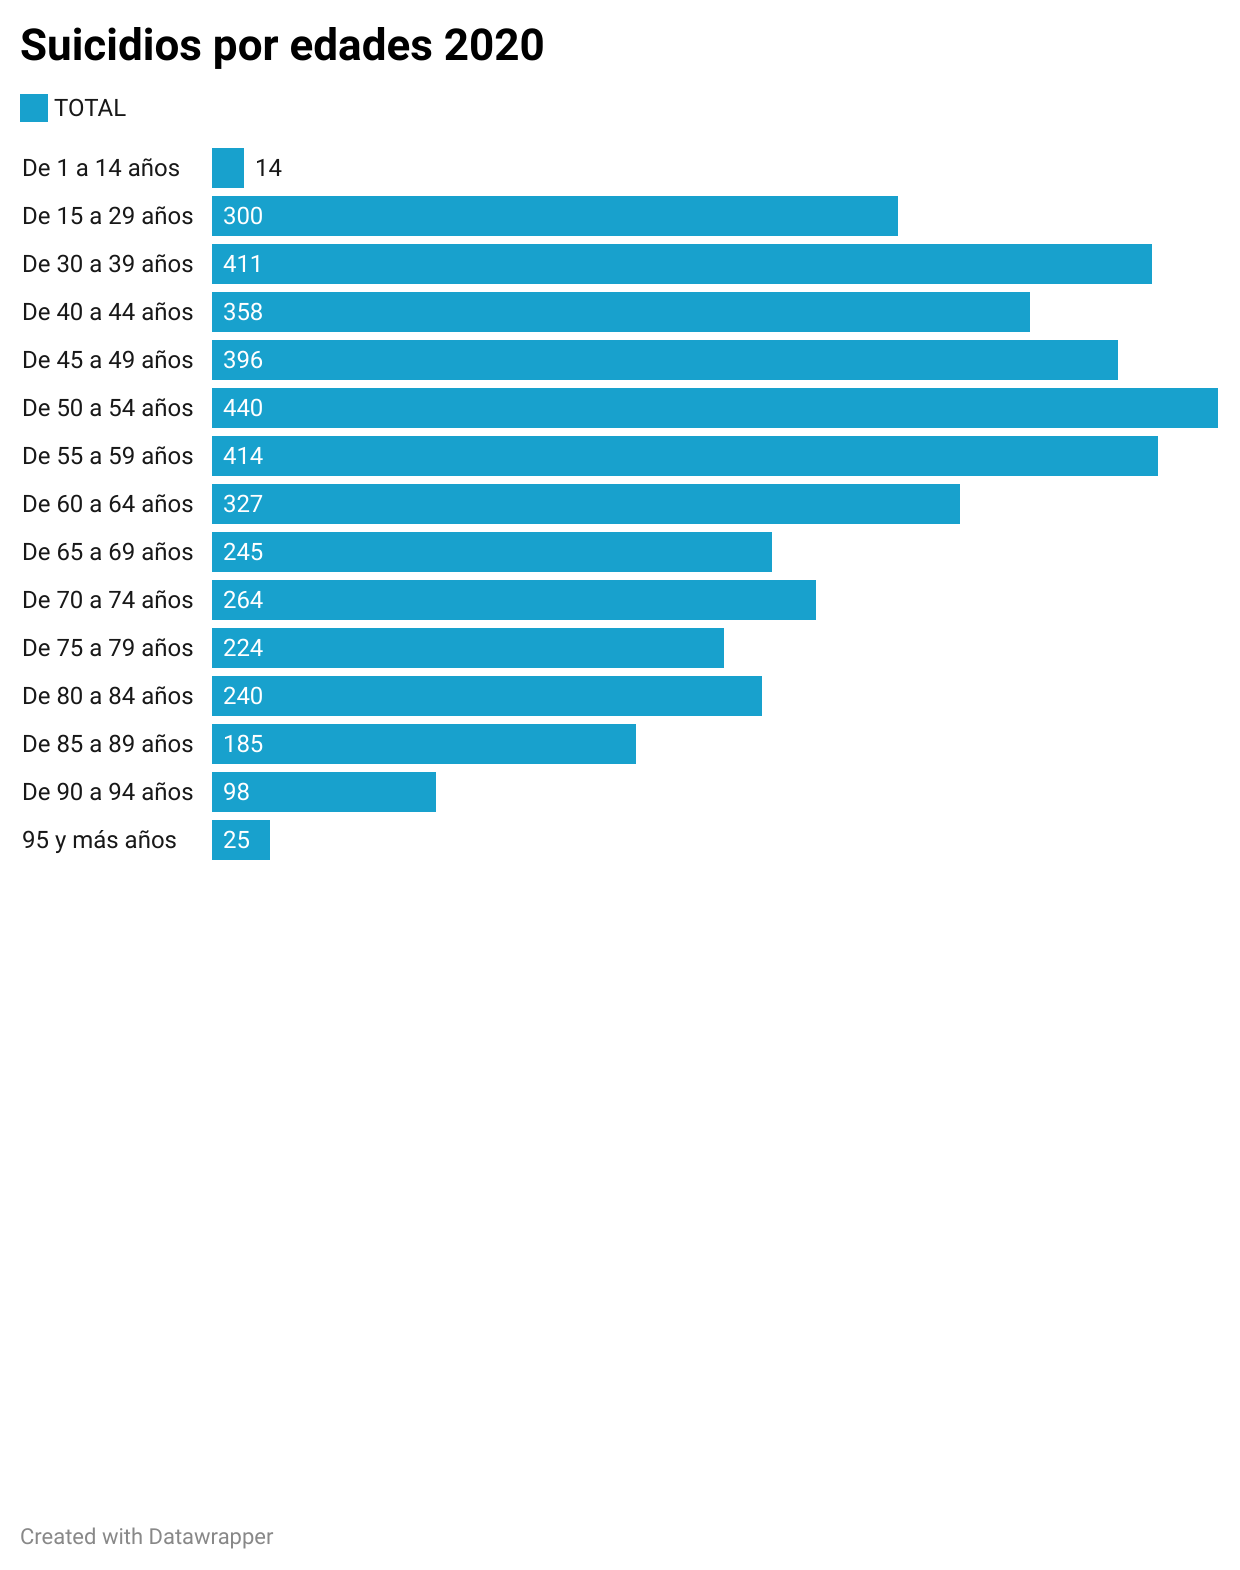 Suicidios por edades 2020
TOTAL
De 1 a 14 años 14
De 15 a 29 años 300
De 30 a 39 años 411
De 40 a 44 años 358
De 45 a 49 años 396
De 50 a 54 años 440
De 55 a 59 años 414
De 60 a 64 años 327
De 65 a 69 años 245
De 70 a 74 años 264
De 75 a 79 años 224
De 80 a 84 años 240
De 85 a 89 años 185
De 90 a 94 años 98
95 y más años 25
Created with Datawrapper